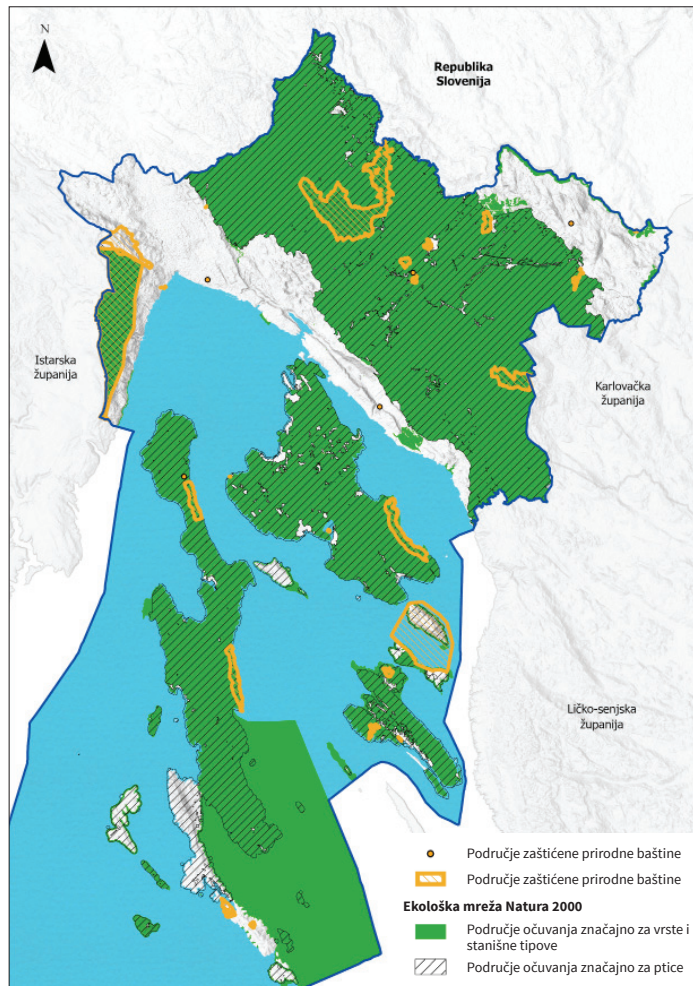 N
Republika
Slovenija
Istarska
županija
Karlovačka
županija
Ličko-senjska
županija
Područje zaštićene prirodne baštine
Područje zaštićene prirodne baštine
Ekološka mreža Natura 2000
Područje očuvanja značajno za vrste i
stanišne tipove
Područje očuvanja značajno za ptice